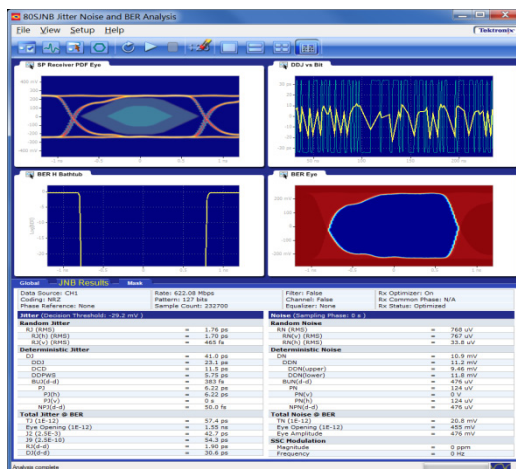 80SJNB Jitter Noise and BER Analysis
File View Setup Help
Tektronix
SP Receiver PDF Eye
DDJ vs Bit
BER H Bathtub
BER Eye
Global JNB Results Mask
Data Source: CH1 Rate: 622.08 Mbps Filter: False Rx Optimizer: On
Coding: NRZ Pattern: 127 bits Channel: False Rx Common Phase: N/A
Phase Reference: None Sample Count: 232700 Equalizer: None Rx Status: Optimized
Jitter (Decision Threshold: -29.2 mV) Noise (Sampling Phase: 0 s)
Random Jitter Random Noise
RJ (RMS) = 1.76 ps RN (RMS) = 768 uV
RJ(h) (RMS) = 1.70 ps RN(v) (RMS) = 767 uV
RJ(v) (RMS) = 465 fs RN(h) (RMS) = 33.8 uV
Deterministic Jitter Deterministic Noise
DJ = 41.0 ps DN = 10.9 mV
DDJ = 23.1 ps DDN = 11.2 mV
DCD = 11.5 ps DDN(upper) = 9.46 mV
DDPWS = 5.75 ps DDN(lower) = 11.8 mV
BUJ(d-d) = 383 fs BUN(d-d) = 476 uV
PJ = 6.22 ps PN = 124 uV
PJ(h) = 6.22 ps PN(v) = 0 V
PJ(v) = 0 s PN(h) = 124 uV
NPJ(d-d) = 50.0 fs NPN(d-d) = 476 uV
Total Jitter @ BER Total Noise @ BER
TJ (1E-12) = 57.4 ps TN (1E-12) = 20.8 mV
Eye Opening (1E-12) = 1.55 ns Eye Opening (1E-12) = 455 mV
J2 (2.5E-3) = 42.7 ps Eye Amplitude = 476 mV
J9 (2.5E-10) = 54.3 ps SSC Modulation
RJ(d-d) = 1.90 ps Magnitude = 0 ppm
DJ(d-d) = 30.6 ps Frequency = 0 Hz
Analysis complete